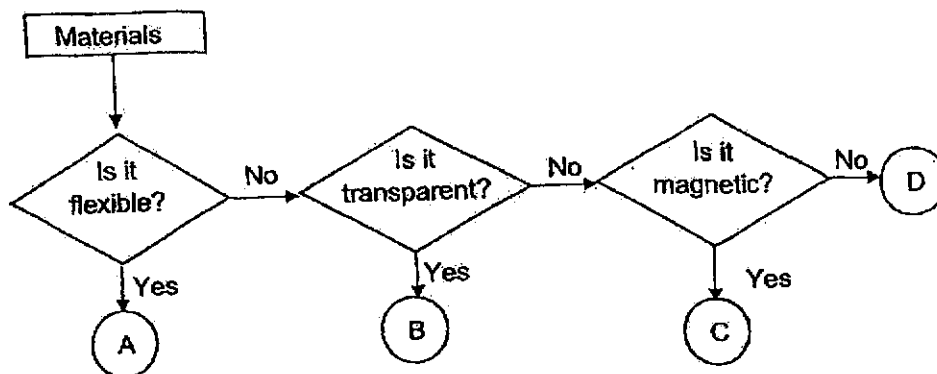 Materials
Is it
flexible?
No
Yes
A
Is it
transparent?
No
Yes
B
Is it
magnetic?
No
Yes
C
D